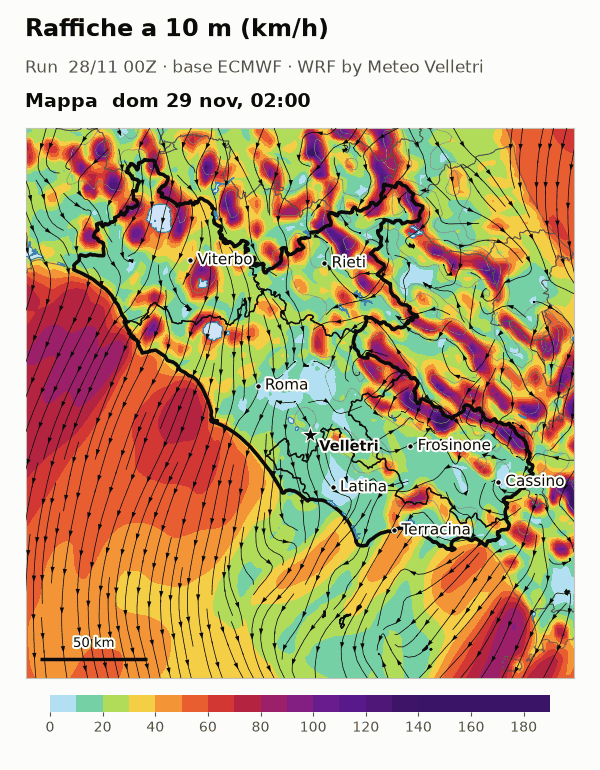 Raffiche a 10 m (km/h)
Run  28/11 00Z · base ECMWF · WRF by Meteo Velletri
Mappa  dom 29 nov, 02:00
Viterbo
Rieti
Roma
Velletri
Frosinone
Latina
Cassino
Terracina
50 km
0 20 40 60 80 100 120 140 160 180